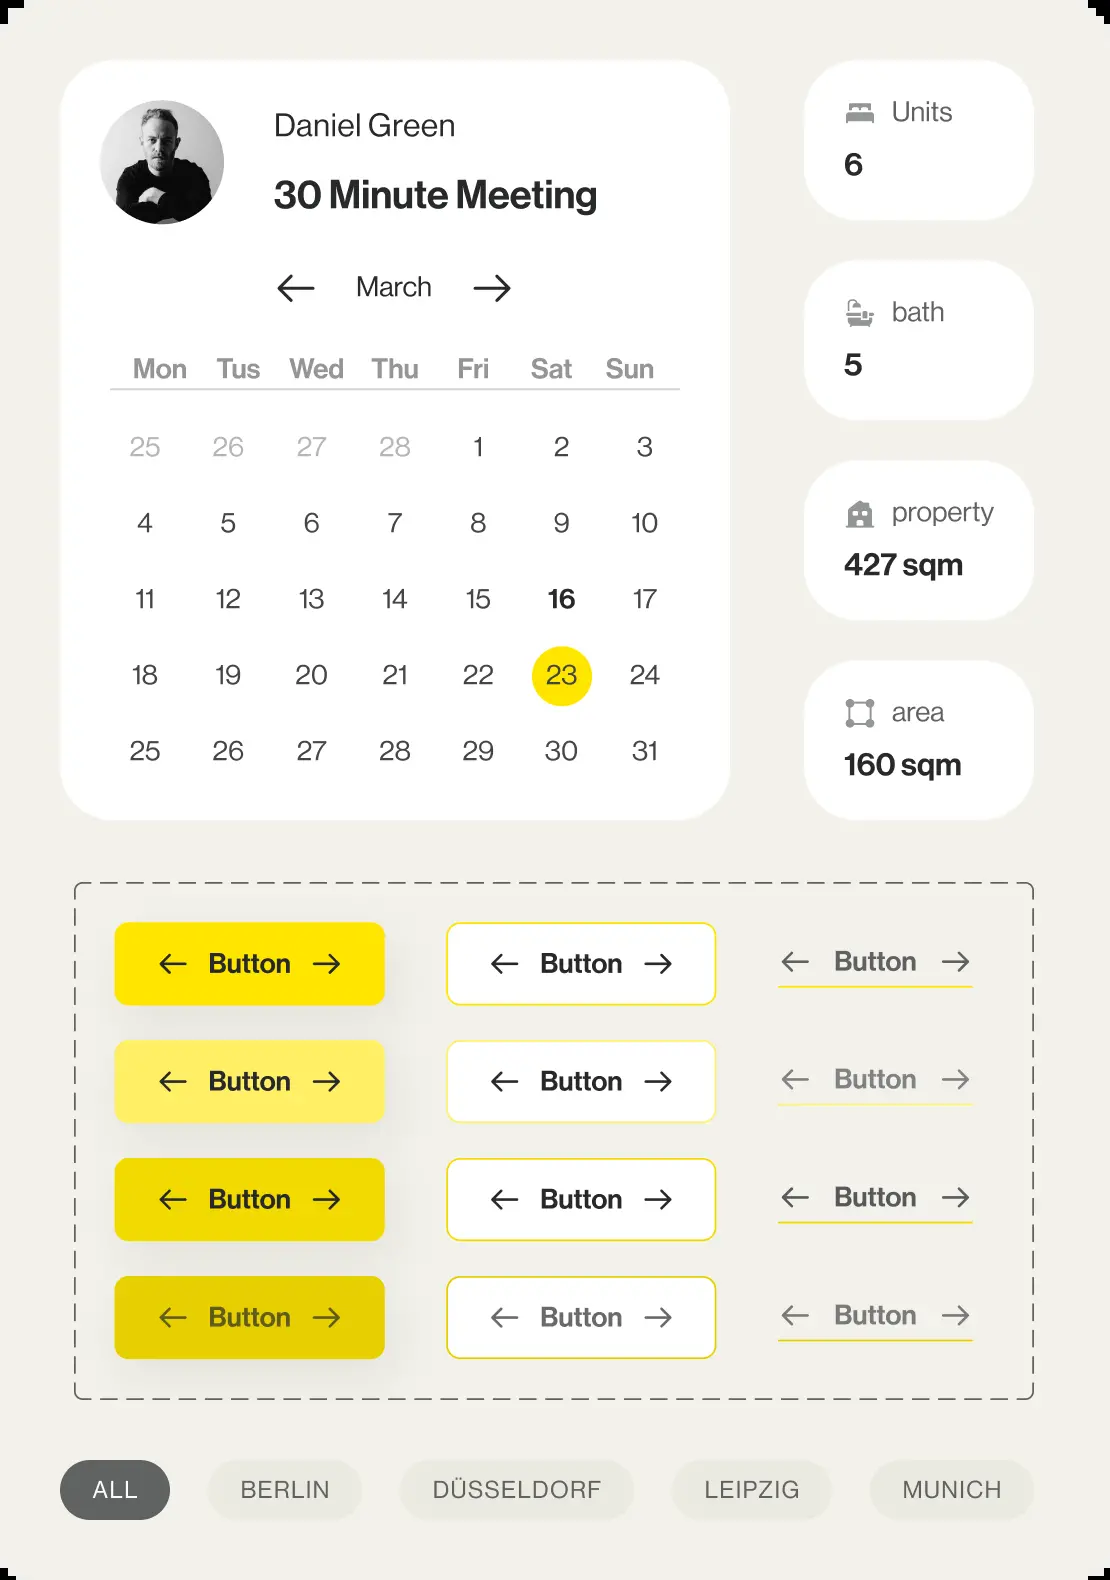 Daniel Green
30 Minute Meeting
March
Mon Tus Wed Thu Fri Sat Sun
25 26 27 28 1 2 3
4 5 6 7 8 9 10
11 12 13 14 15 16 17
18 19 20 21 22 23 24
25 26 27 28 29 30 31
Units
6
bath
5
property
427 sqm
area
160 sqm
Button Button Button
Button Button Button
Button Button Button
Button Button Button
ALL BERLIN DÜSSELDORF LEIPZIG MUNICH